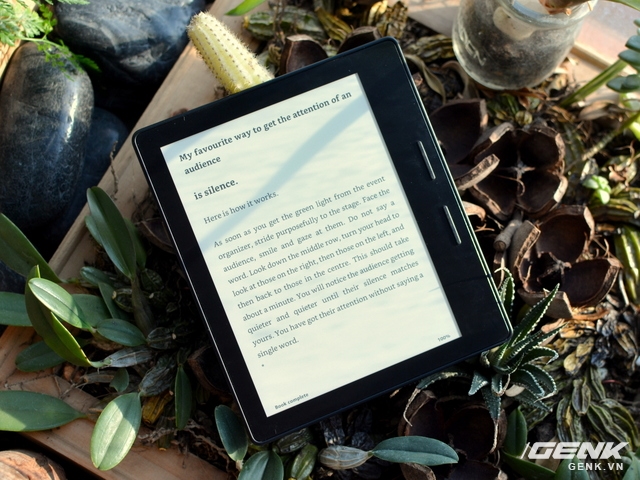 My favourite way to get the attention of an
audience
is silence.
Here is how it works.
As soon as you get the green light from the event
organizer, stride purposefully to the stage. Face the
audience, smile and gaze at them. Do not say a
word. Look down the middle row, turn your head to
look at those on the right, then those on the left, and
then back to those in the centre. This should take
about a minute. You will notice the audience getting
quieter and quieter until their silence matches
yours. You have got their attention without saying a
single word.
*
Book complete
100%
GENK
GENK.VN